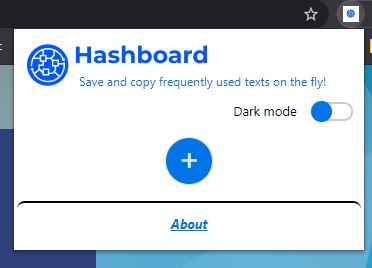 Hashboard
Save and copy frequently used texts on the fly!
Dark mode
+
About